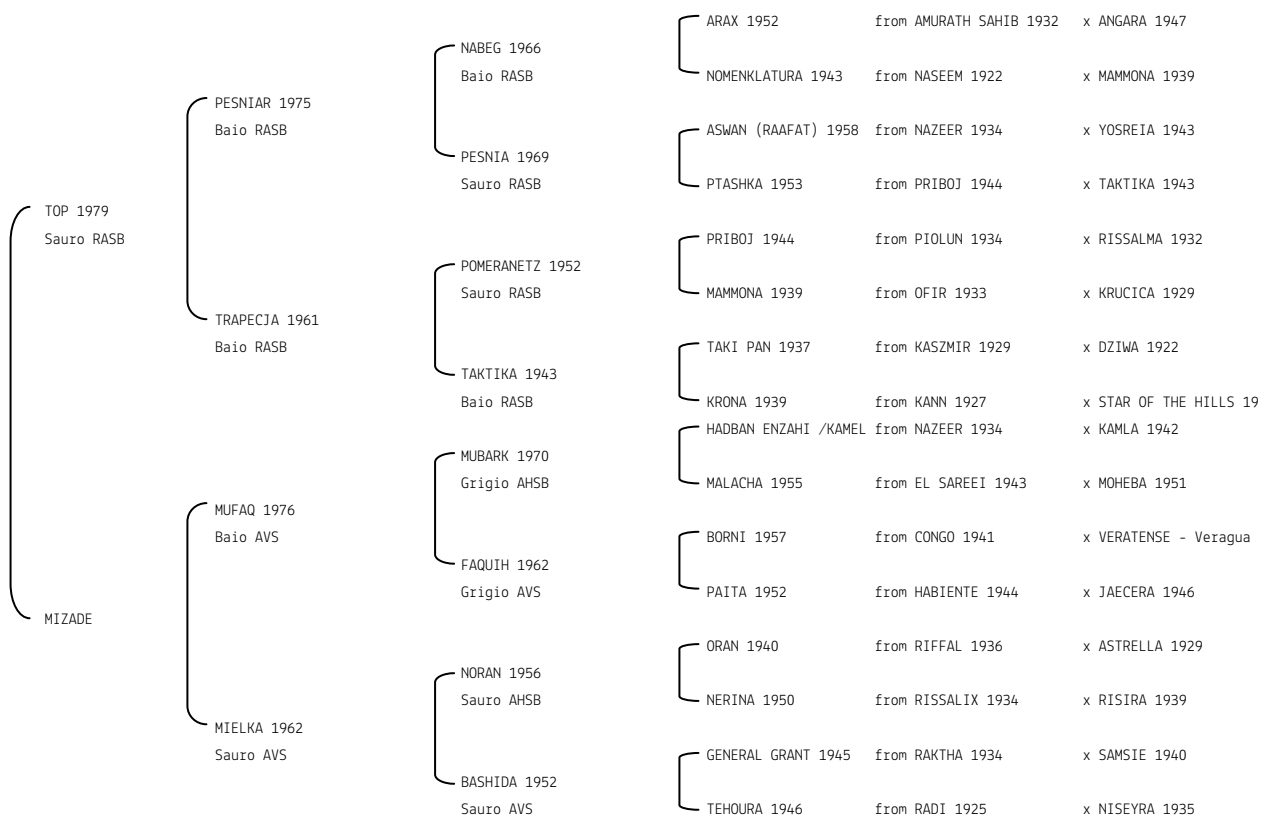 ARAX 1952 from AMURATH SAHIB 1932 x ANGARA 1947
NABEG 1966
Baio RASB
NOMENKLATURA 1943 from NASEEM 1922 x MAMMONA 1939
PESNIAR 1975
Baio RASB
ASWAN (RAAFAT) 1958 from NAZEER 1934 x YOSREIA 1943
PESNIA 1969
Sauro RASB
PTASHKA 1953 from PRIBOJ 1944 x TAKTIKA 1943
TOP 1979
Sauro RASB
PRIBOJ 1944 from PIOLUN 1934 x RISSALMA 1932
POMERANETZ 1952
Sauro RASB
MAMMONA 1939 from OFIR 1933 x KRUCICA 1929
TRAPECJA 1961
Baio RASB
TAKI PAN 1937 from KASZMIR 1929 x DZIWA 1922
TAKTIKA 1943
Baio RASB
KRONA 1939 from KANN 1927 x STAR OF THE HILLS 19
HADBAN ENZAHI /KAMEL from NAZEER 1934 x KAMLA 1942
MUBARK 1970
Grigio AHSB
MALACHA 1955 from EL SAREEI 1943 x MOHEBA 1951
MUFAQ 1976
Baio AVS
BORNI 1957 from CONGO 1941 x VERATENSE - Veragua
FAQUIH 1962
Grigio AVS
PAITA 1952 from HABIENTE 1944 x JAECERA 1946
MIZADE
ORAN 1940 from RIFFAL 1936 x ASTRELLA 1929
NORAN 1956
Sauro AHSB
NERINA 1950 from RISSALIX 1934 x RISIRA 1939
MIELKA 1962
Sauro AVS
GENERAL GRANT 1945 from RAKTHA 1934 x SAMSIE 1940
BASHIDA 1952
Sauro AVS
TEHOURA 1946 from RADI 1925 x NISEYRA 1935